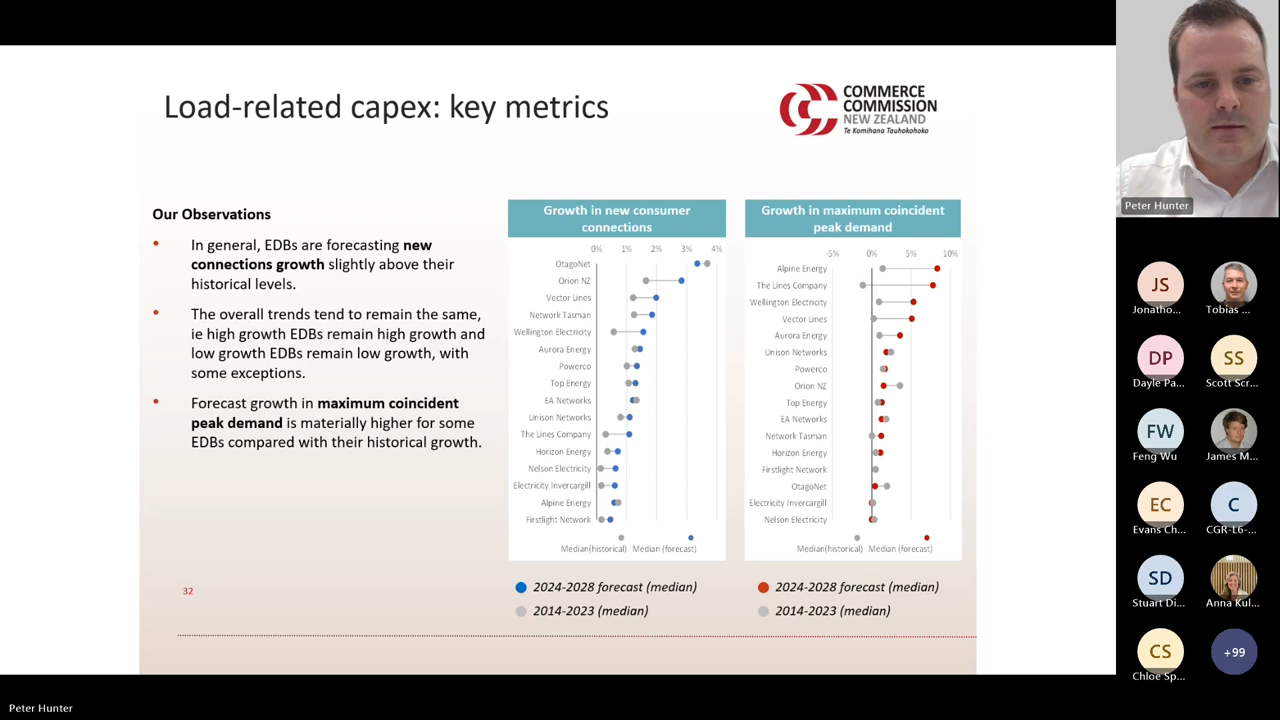 Load-related capex: key metrics
COMMERCE
COMMISSION
NEW ZEALAND
Te Komihana Tauhokohoko
Our Observations
• In general, EDBs are forecasting new
connections growth slightly above their
historical levels.
• The overall trends tend to remain the same,
ie high growth EDBs remain high growth and
low growth EDBs remain low growth, with
some exceptions.
• Forecast growth in maximum coincident
peak demand is materially higher for some
EDBs compared with their historical growth.
32
Growth in new consumer
connections
0% 1% 2% 3% 4%
OtagoNet
Orion NZ
Vector Lines
Network Tasman
Wellington Electricity
Aurora Energy
Powerco
Top Energy
EA Networks
Unison Networks
The Lines Company
Horizon Energy
Nelson Electricity
Electricity Invercargill
Alpine Energy
Firstlight Network
Median(historical) Median (forecast)
2024-2028 forecast (median)
2014-2023 (median)
Growth in maximum coincident
peak demand
-5% 0% 5% 10%
Alpine Energy
The Lines Company
Wellington Electricity
Vector Lines
Aurora Energy
Unison Networks
Powerco
Orion NZ
Top Energy
EA Networks
Network Tasman
Horizon Energy
Firstlight Network
OtagoNet
Electricity Invercargill
Nelson Electricity
Median(historical) Median (forecast)
2024-2028 forecast (median)
2014-2023 (median)
Peter Hunter
JS
Jonatho...
Tobias ...
DP
Dayle Pa...
SS
Scott Scr...
FW
Feng Wu
James M...
EC
Evans Ch...
C
CGR-L6-...
SD
Stuart Di...
Anna Kul...
CS
Chloe Sp...
+99
Peter Hunter